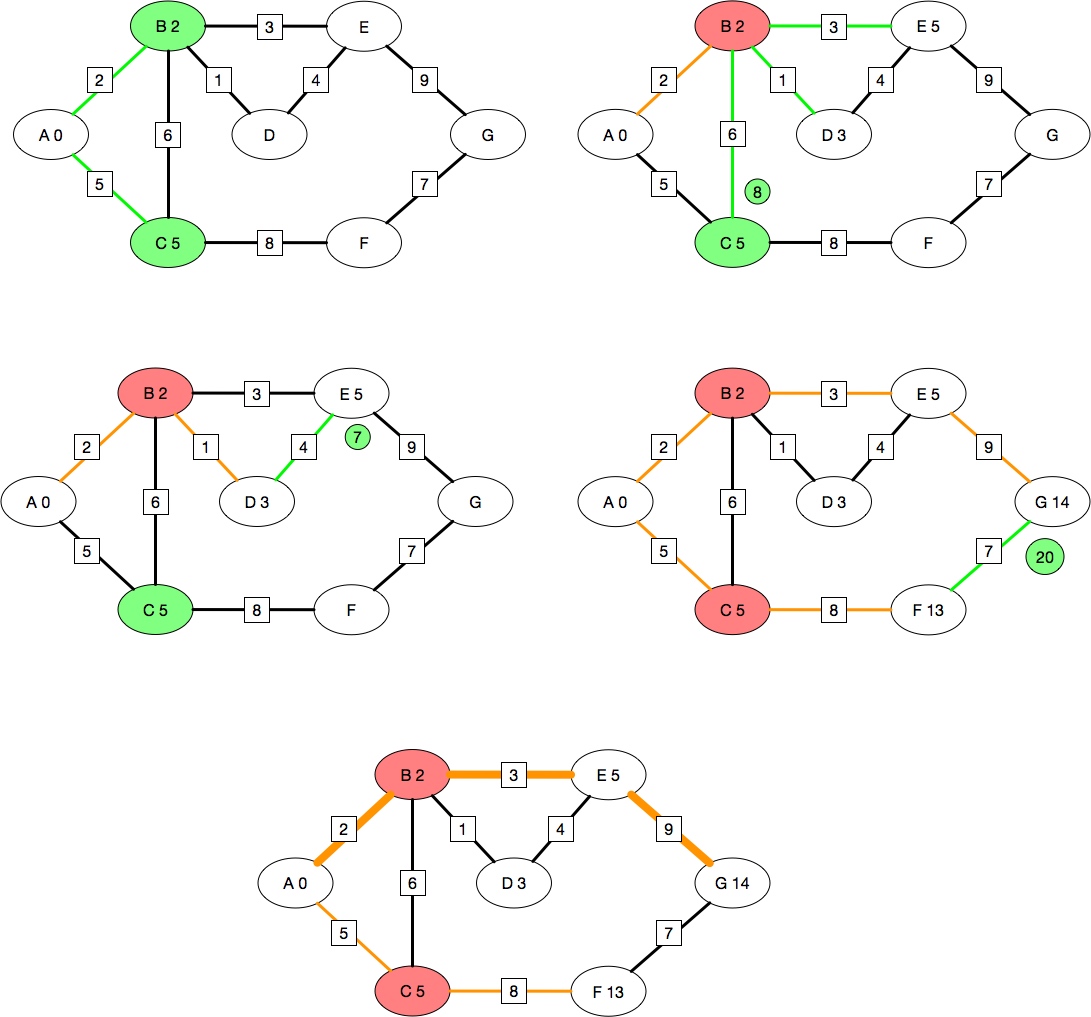 B 2 3 E
2 1 4 9
A 0 6 D G
5 7
C 5 8 F
B 2 3 E 5
2 1 4 9
A 0 6 D 3 G
5 8 7
C 5 8 F
B 2 3 E 5
2 1 4 7 9
A 0 6 D 3 G
5 7
C 5 8 F
B 2 3 E 5
2 1 4 9
A 0 6 D 3 G 14
5 7 20
C 5 8 F 13
B 2 3 E 5
2 1 4 9
A 0 6 D 3 G 14
5 7
C 5 8 F 13